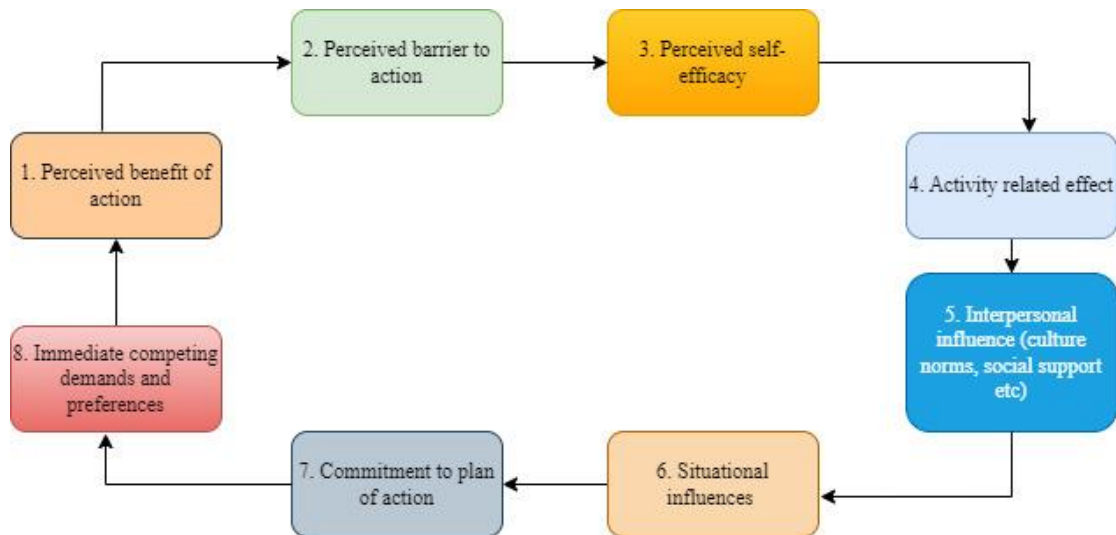 2. Perceived barrier to
action
3. Perceived self-
efficacy
1. Perceived benefit of
action
4. Activity related effect
5. Interpersonal
influence (culture
norms, social support
etc)
8. Immediate competing
demands and
preferences
7. Commitment to plan
of action
6. Situational
influences